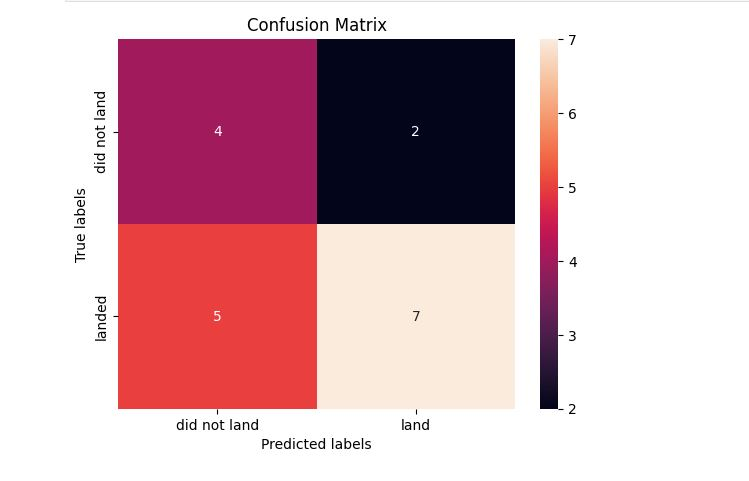 Confusion Matrix
did not land
landed
True labels
4
2
5
7
did not land
land
Predicted labels
7
6
5
4
3
2